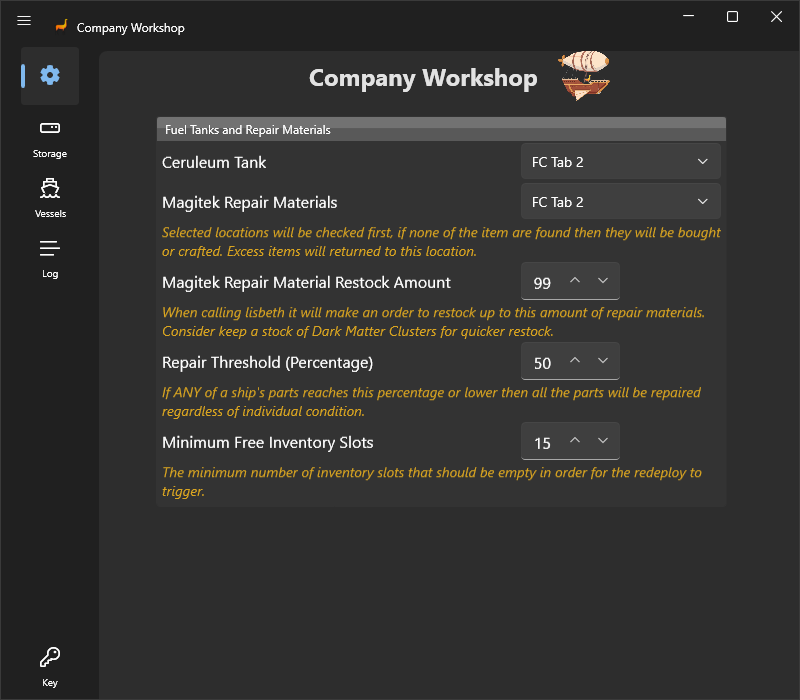 Company Workshop
Company Workshop
Fuel Tanks and Repair Materials
Ceruleum Tank
FC Tab 2
Magitek Repair Materials
FC Tab 2
Selected locations will be checked first, if none of the item are found then they will be bought
or crafted. Excess items will returned to this location.
Magitek Repair Material Restock Amount
99
When calling lisbeth it will make an order to restock up to this amount of repair materials.
Consider keep a stock of Dark Matter Clusters for quicker restock.
Repair Threshold (Percentage)
50
If ANY of a ship's parts reaches this percentage or lower then all the parts will be repaired
regardless of individual condition.
Minimum Free Inventory Slots
15
The minimum number of inventory slots that should be empty in order for the redeploy to
trigger.
Storage
Vessels
Log
Key